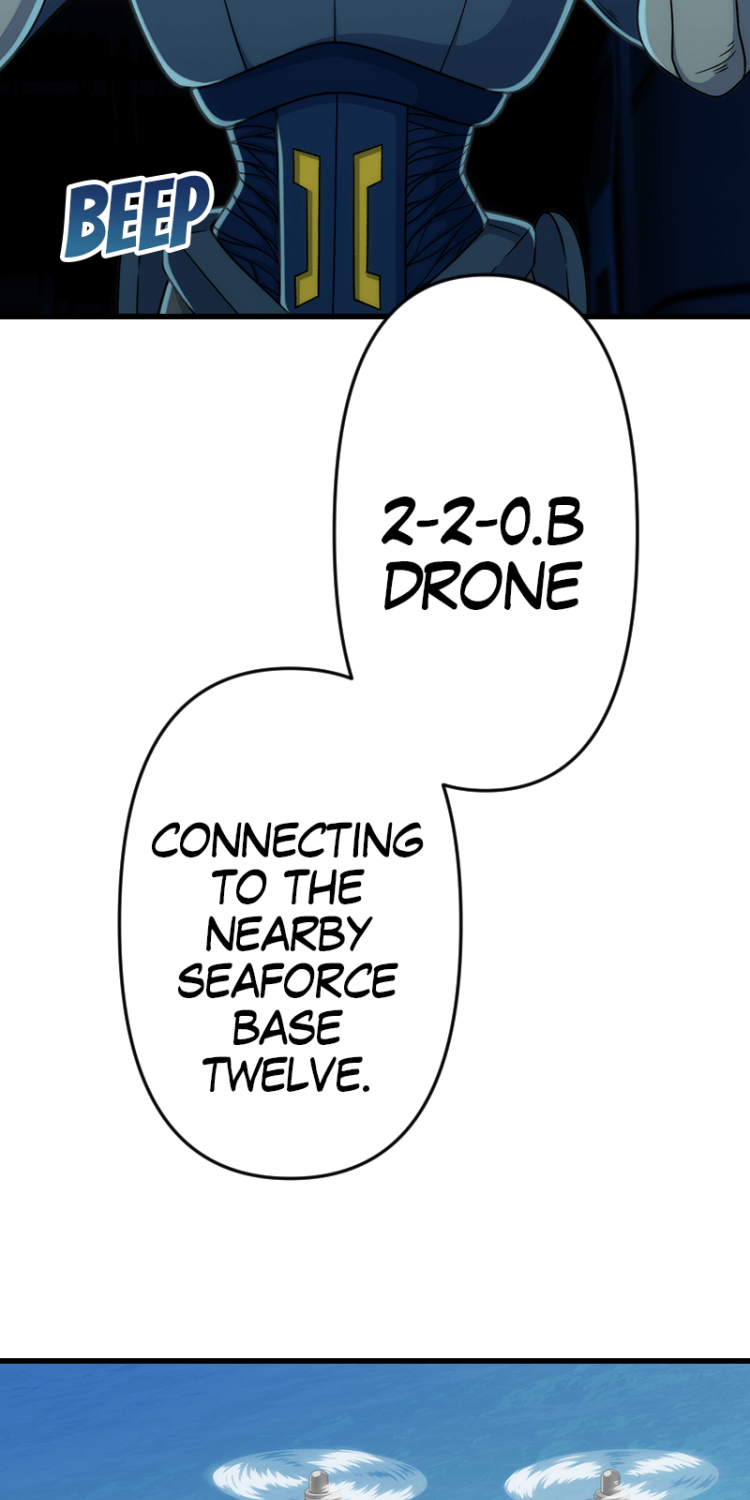 BEEP
2-2-0.B
DRONE
CONNECTING
TO THE
NEARBY
SEAFORCE
BASE
TWELVE.